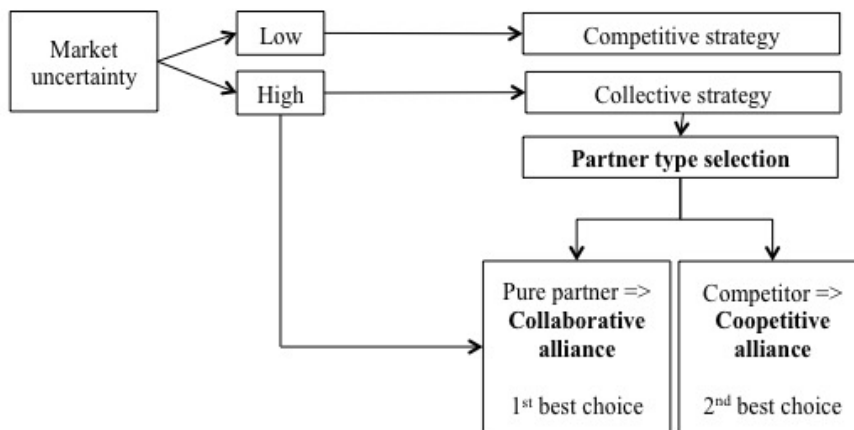 Market
uncertainty
Low
Competitive strategy
High
Collective strategy
Partner type selection
Pure partner =>
Collaborative
alliance
1st best choice
Competitor =>
Coopetitive
alliance
2nd best choice